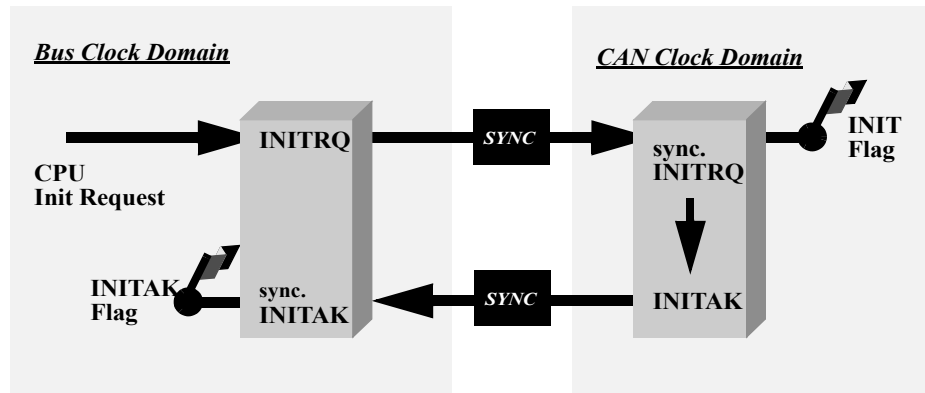 Bus Clock Domain
CAN Clock Domain
INITRQ
SYNC
sync.
INITRQ
INIT
Flag
CPU
Init Request
INITAK
Flag
sync.
INITAK
SYNC
INITAK